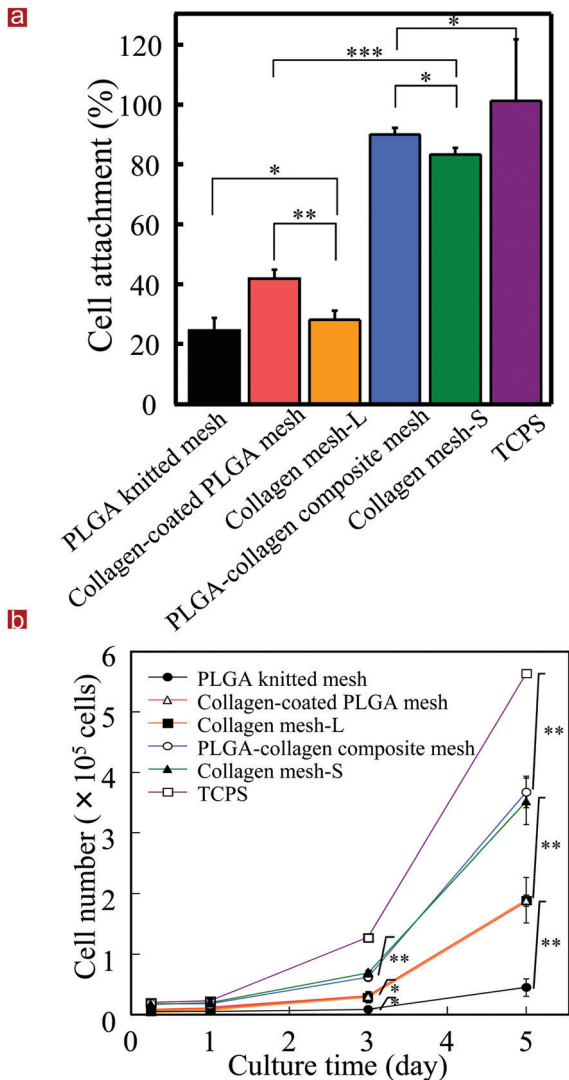 a
Cell attachment (%)
120
100
80
60
40
20
0
*
***
*
*
**
PLGA knitted mesh
Collagen-coated PLGA mesh
Collagen mesh-L
PLGA-collagen composite mesh
Collagen mesh-S
TCPS
b
Cell number ( × 10⁵ cells)
6
5
4
3
2
1
0
PLGA knitted mesh
Collagen-coated PLGA mesh
Collagen mesh-L
PLGA-collagen composite mesh
Collagen mesh-S
TCPS
**
**
**
**
*
*
0 1 2 3 4 5
Culture time (day)